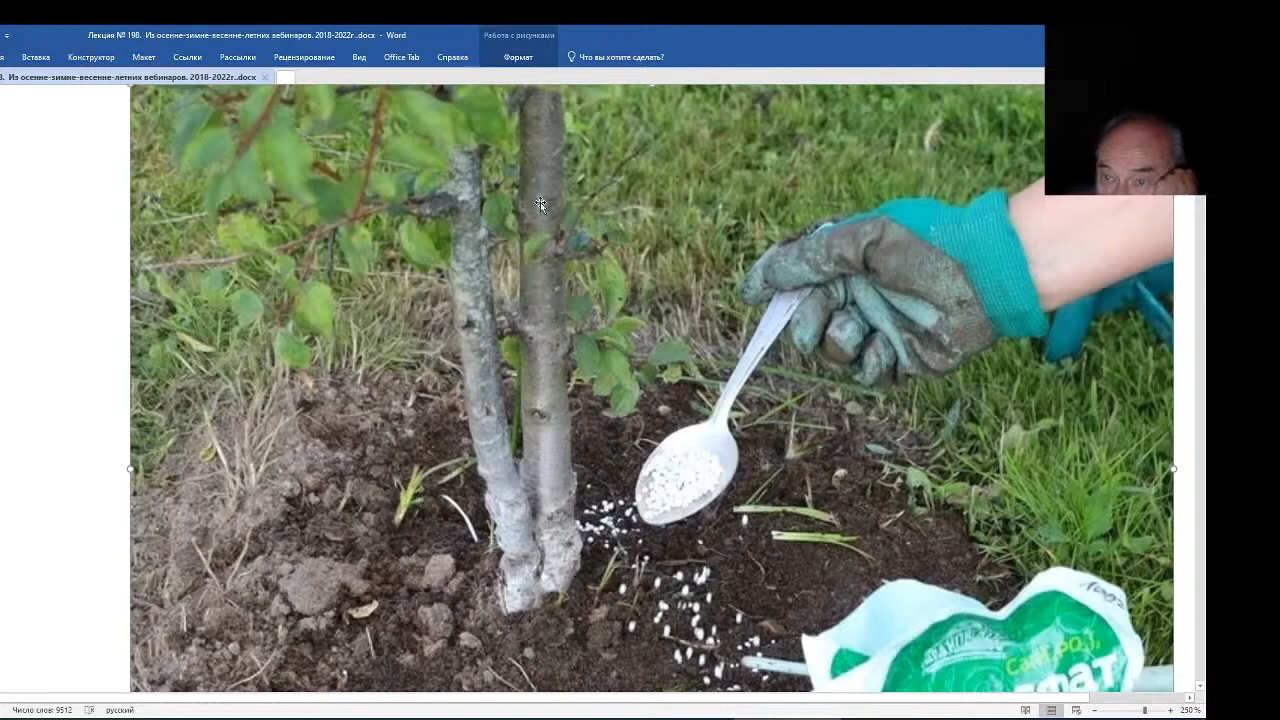 Лекция № 198. Из осенне-зимне-весенне-летних вебинаров. 2018-2022г..docx - Word
Работа с рисунками
Вставка Конструктор Макет Ссылки Рассылки Рецензирование Вид Office Tab Справка Формат Что вы хотите сделать?
8. Из осенне-зимне-весенне-летних вебинаров. 2018-2022г..docx
Число слов: 9512 русский 250 %